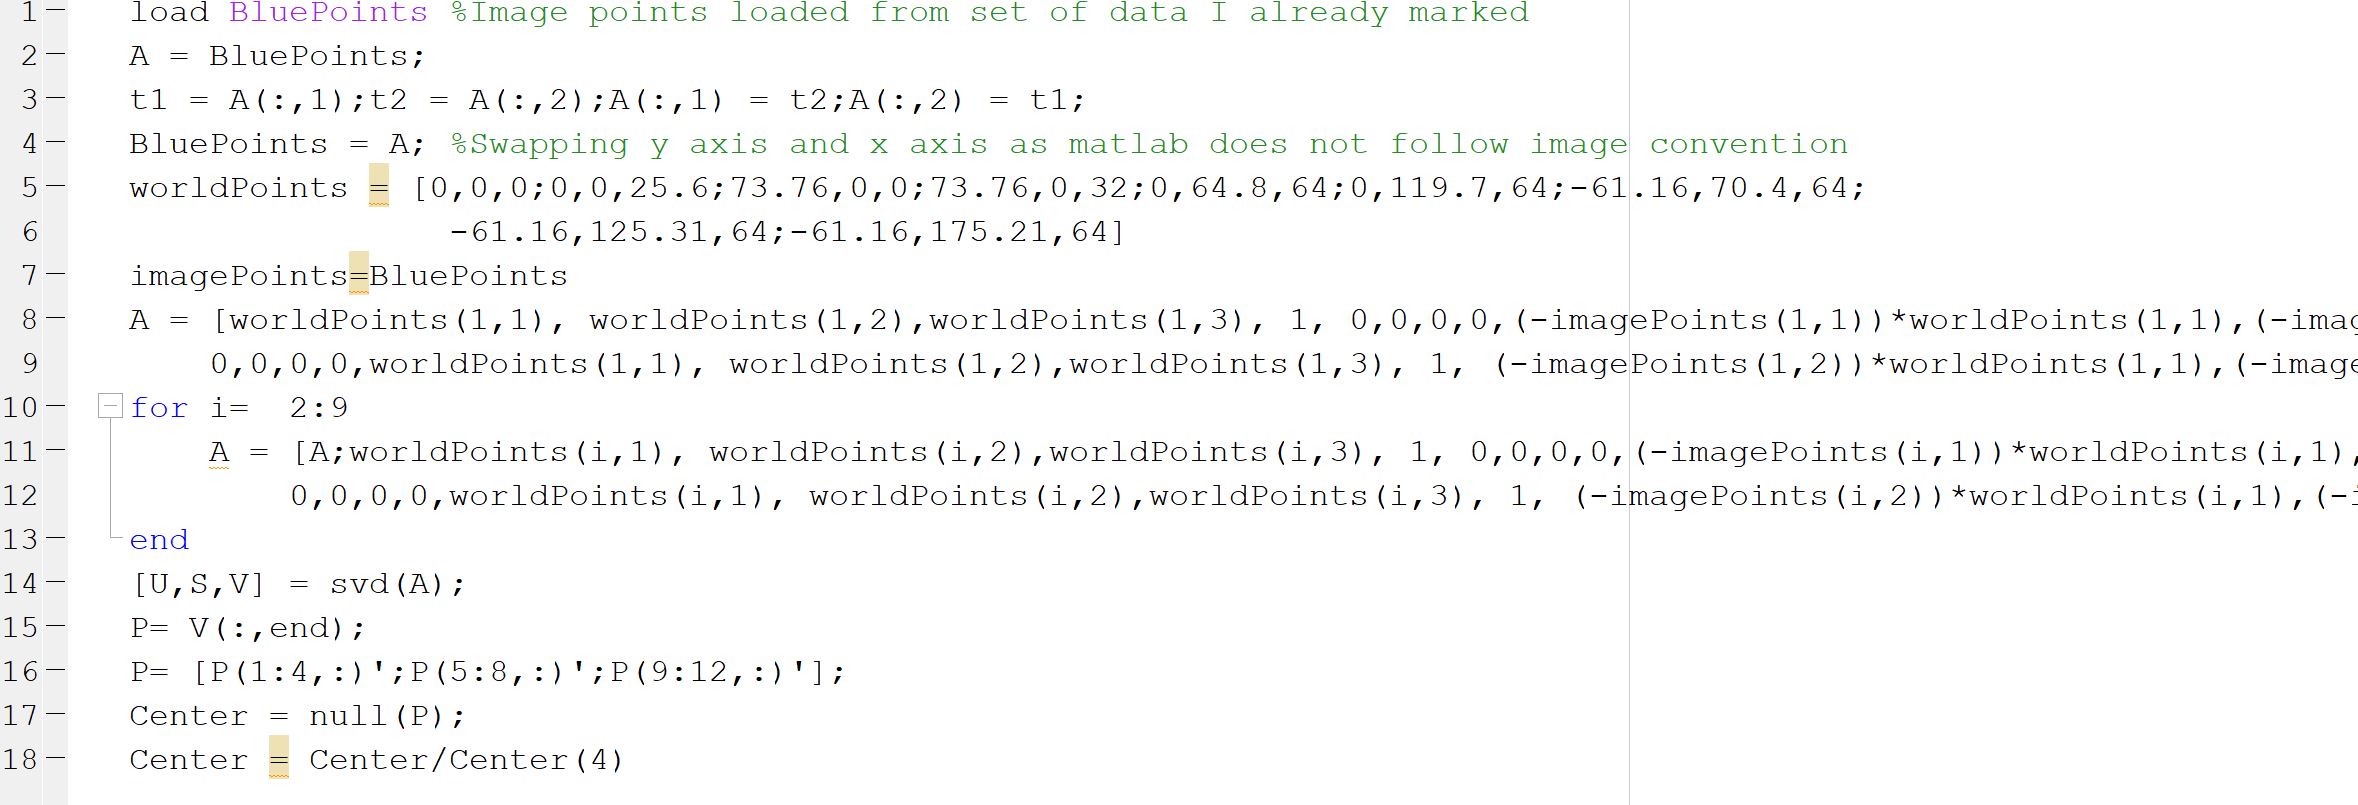 1 load BluePoints %Image points loaded from set of data I already marked
2 A = BluePoints;
3 t1 = A(:,1);t2 = A(:,2);A(:,1) = t2;A(:,2) = t1;
4 BluePoints = A; %Swapping y axis and x axis as matlab does not follow image convention
5 worldPoints = [0,0,0;0,0,25.6;73.76,0,0;73.76,0,32;0,64.8,64;0,119.7,64;-61.16,70.4,64;
6 -61.16,125.31,64;-61.16,175.21,64]
7 imagePoints=BluePoints
8 A = [worldPoints(1,1), worldPoints(1,2),worldPoints(1,3), 1, 0,0,0,0,(-imagePoints(1,1))*worldPoints(1,1),(-imag
9 0,0,0,0,worldPoints(1,1), worldPoints(1,2),worldPoints(1,3), 1, (-imagePoints(1,2))*worldPoints(1,1),(-image
10 for i=  2:9
11 A = [A;worldPoints(i,1), worldPoints(i,2),worldPoints(i,3), 1, 0,0,0,0,(-imagePoints(i,1))*worldPoints(i,1),
12 0,0,0,0,worldPoints(i,1), worldPoints(i,2),worldPoints(i,3), 1, (-imagePoints(i,2))*worldPoints(i,1),(-i
13 end
14 [U,S,V] = svd(A);
15 P= V(:,end);
16 P= [P(1:4,:)';P(5:8,:)';P(9:12,:)'];
17 Center = null(P);
18 Center = Center/Center(4)